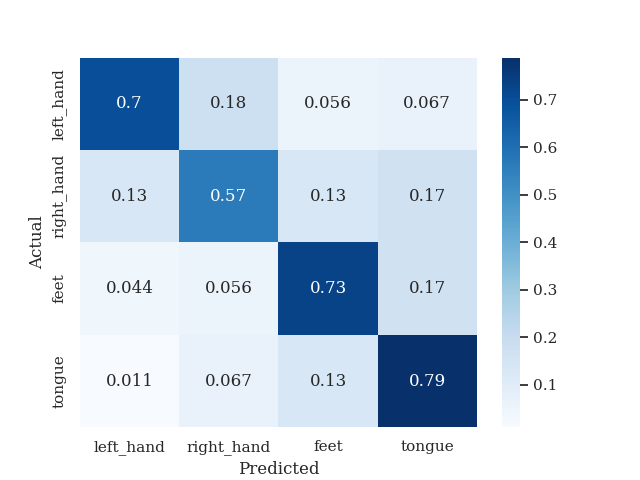 left_hand 0.7 0.18 0.056 0.067
right_hand 0.13 0.57 0.13 0.17
feet 0.044 0.056 0.73 0.17
tongue 0.011 0.067 0.13 0.79
Actual
left_hand right_hand feet tongue
Predicted
0.7
0.6
0.5
0.4
0.3
0.2
0.1